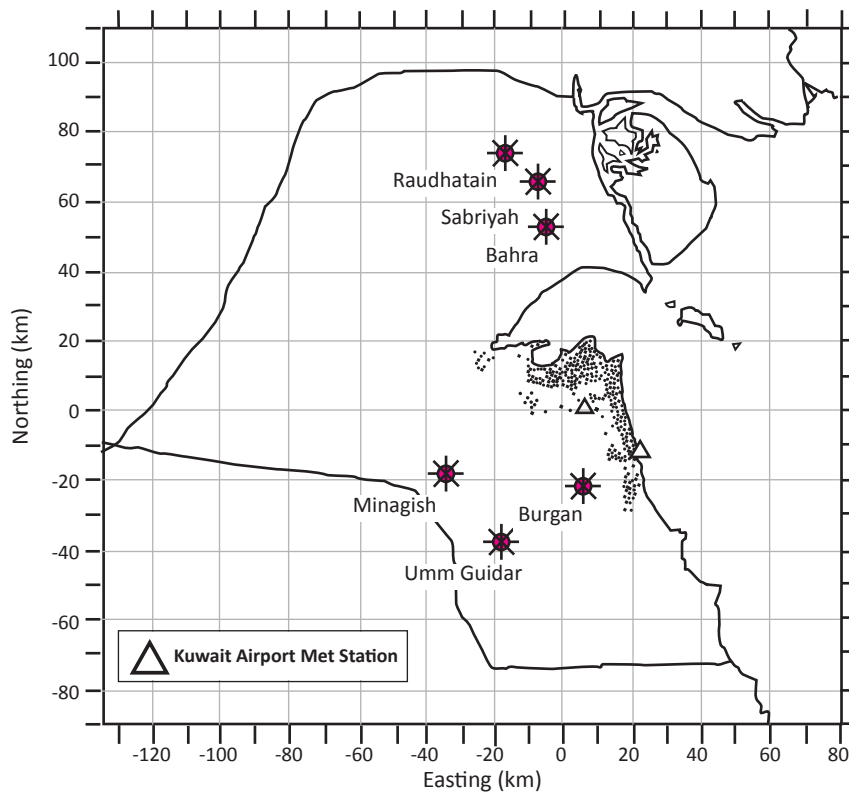 100
80
60
40
20
0
-20
-40
-60
-80
Northing (km)
Raudhatain
Sabriyah
Bahra
Minagish
Burgan
Umm Guidar
Kuwait Airport Met Station
-120 -100 -80 -60 -40 -20 0 20 40 60 80
Easting (km)